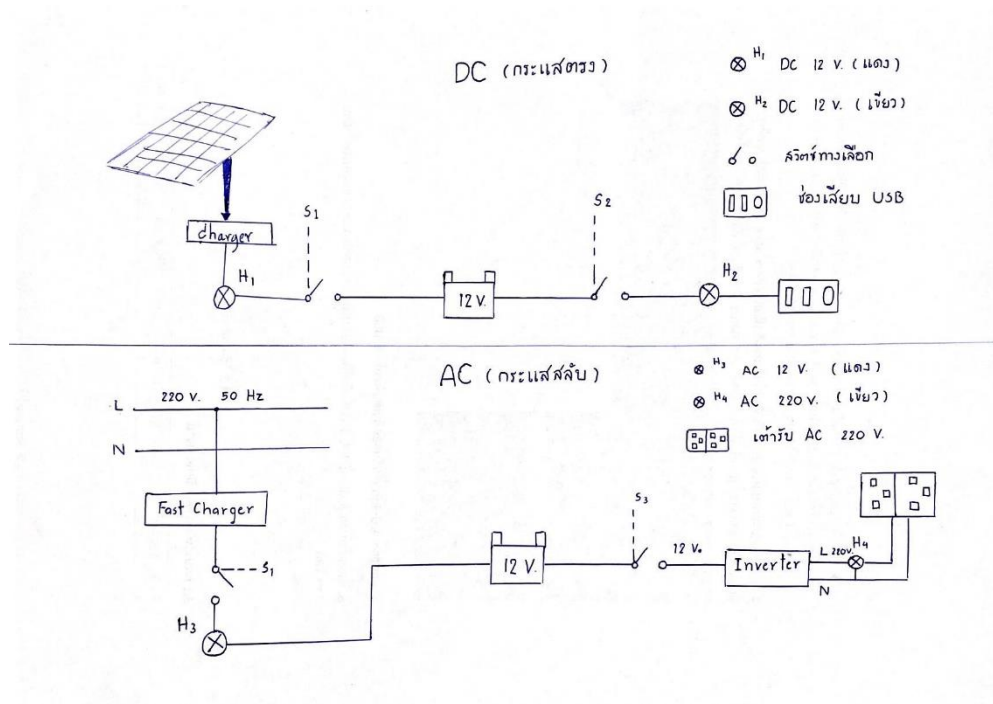 DC (กระแสตรง)
H₁ DC 12 V. (แดง)
H₂ DC 12 V. (เขียว)
สวิตช์ทางเลือก
ช่องเสียบ USB
Charger
H₁
S₁
12 V.
S₂
H₂
AC (กระแสสลับ)
H₃ AC 12 V. (แดง)
H₄ AC 220 V. (เขียว)
เต้ารับ AC 220 V.
L 220 V. 50 Hz
N
Fast Charger
S₁
H₃
12 V.
S₃
12 V.
Inverter
L 220V. H₄
N